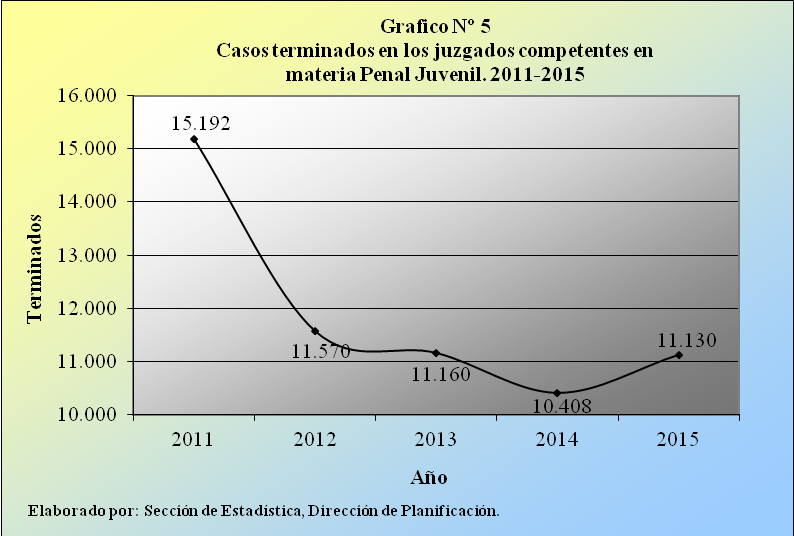 Grafico Nº 5
Casos terminados en los juzgados competentes en
materia Penal Juvenil. 2011-2015
Terminados
16.000
15.000
14.000
13.000
12.000
11.000
10.000
15.192
11.570
11.160
10.408
11.130
2011 2012 2013 2014 2015
Año
Elaborado por: Sección de Estadística, Dirección de Planificación.